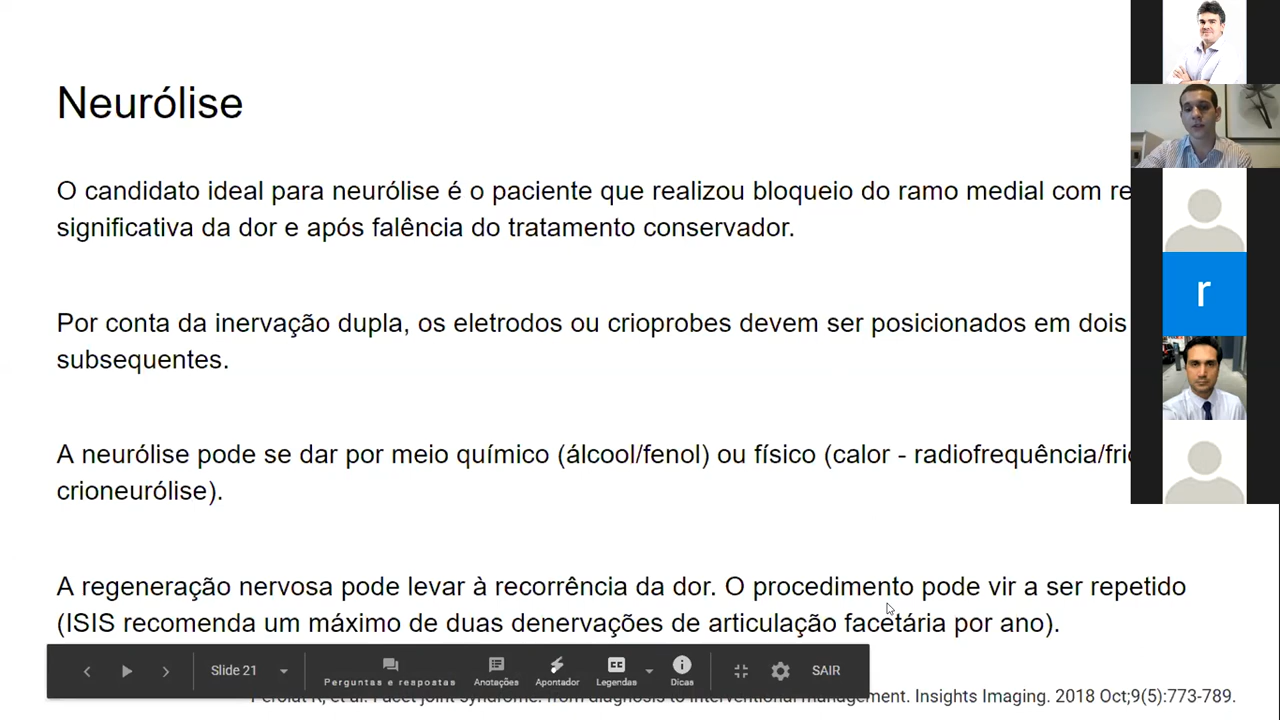 Neurólise
O candidato ideal para neurólise é o paciente que realizou bloqueio do ramo medial com
significativa da dor e após falência do tratamento conservador.
Por conta da inervação dupla, os eletrodos ou crioprobes devem ser posicionados em dois
subsequentes.
A neurólise pode se dar por meio químico (álcool/fenol) ou físico (calor - radiofrequência/
crioneurólise).
A regeneração nervosa pode levar à recorrência da dor. O procedimento pode vir a ser repetido
(ISIS recomenda um máximo de duas denervações de articulação facetária por ano).
r
Slide 21
Perguntas e respostas
Anotações
Apontador
CC
Legendas
Dicas
SAIR
management. Insights Imaging. 2018 Oct;9(5):773-789.